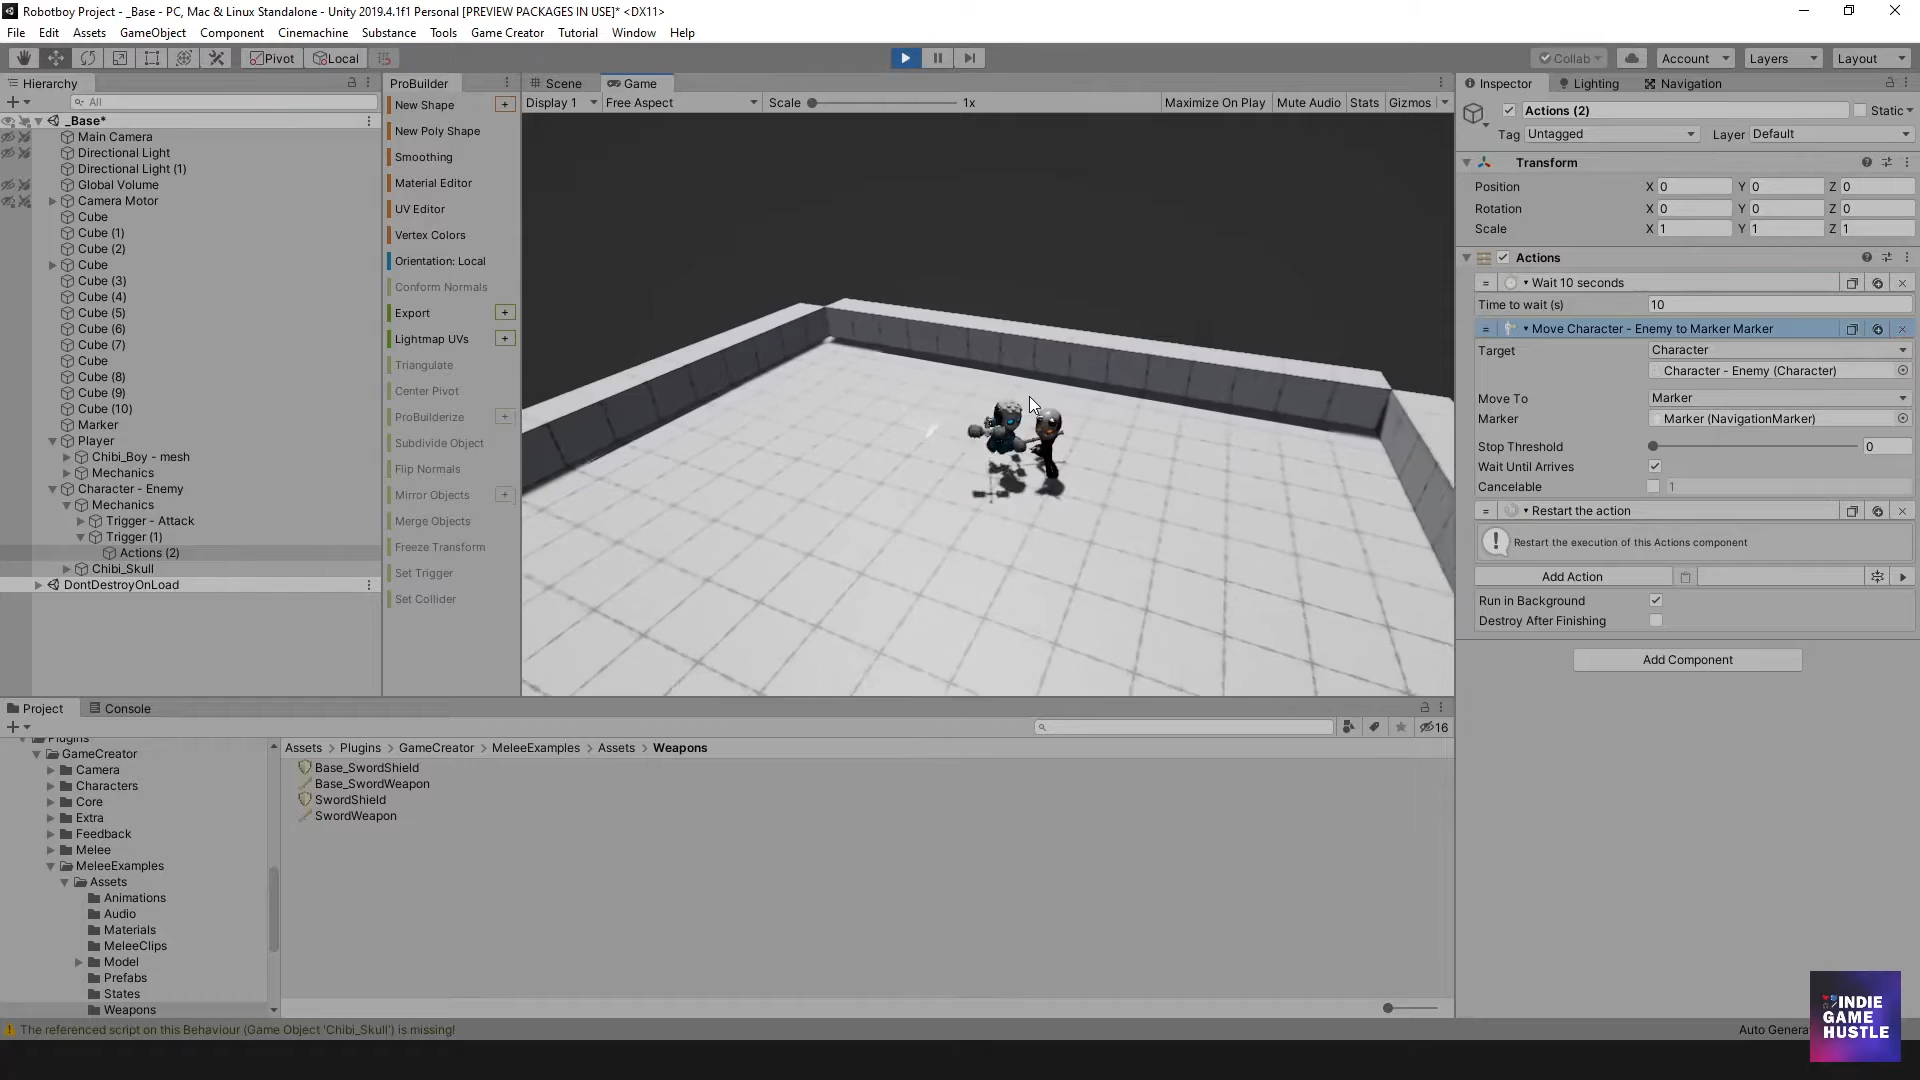 Robotboy Project - _Base - PC, Mac & Linux Standalone - Unity 2019.4.1f1 Personal [PREVIEW PACKAGES IN USE]* <DX11>
File Edit Assets GameObject Component Cinemachine Substance Tools Game Creator Tutorial Window Help
Pivot Local Collab Account Layers Layout
Hierarchy
All
_Base*
Main Camera
Directional Light
Directional Light (1)
Global Volume
Camera Motor
Cube
Cube (1)
Cube (2)
Cube
Cube (3)
Cube (4)
Cube (5)
Cube (6)
Cube (7)
Cube
Cube (8)
Cube (9)
Cube (10)
Marker
Player
Chibi_Boy - mesh
Mechanics
Character - Enemy
Mechanics
Trigger - Attack
Trigger (1)
Actions (2)
Chibi_Skull
DontDestroyOnLoad
ProBuilder
New Shape +
New Poly Shape
Smoothing
Material Editor
UV Editor
Vertex Colors
Orientation: Local
Conform Normals
Export +
Lightmap UVs +
Triangulate
Center Pivot
ProBuilderize +
Subdivide Object
Flip Normals
Mirror Objects +
Merge Objects
Freeze Transform
Set Trigger
Set Collider
Scene Game
Display 1 Free Aspect Scale 1x Maximize On Play Mute Audio Stats Gizmos
Inspector Lighting Navigation
Actions (2) Static
Tag Untagged Layer Default
Transform
Position X 0 Y 0 Z 0
Rotation X 0 Y 0 Z 0
Scale X 1 Y 1 Z 1
Actions
= Wait 10 seconds
Time to wait (s) 10
= Move Character - Enemy to Marker Marker
Target Character
Character - Enemy (Character)
Move To Marker
Marker Marker (NavigationMarker)
Stop Threshold 0
Wait Until Arrives
Cancelable 1
= Restart the action
Restart the execution of this Actions component
Add Action
Run in Background
Destroy After Finishing
Add Component
Project Console
16
Plugins
GameCreator
Camera
Characters
Core
Extra
Feedback
Melee
MeleeExamples
Assets
Animations
Audio
Materials
MeleeClips
Model
Prefabs
States
Weapons
Assets > Plugins > GameCreator > MeleeExamples > Assets > Weapons
Base_SwordShield
Base_SwordWeapon
SwordShield
SwordWeapon
The referenced script on this Behaviour (Game Object 'Chibi_Skull') is missing!
Auto Genera
INDIE
GAME
HUSTLE